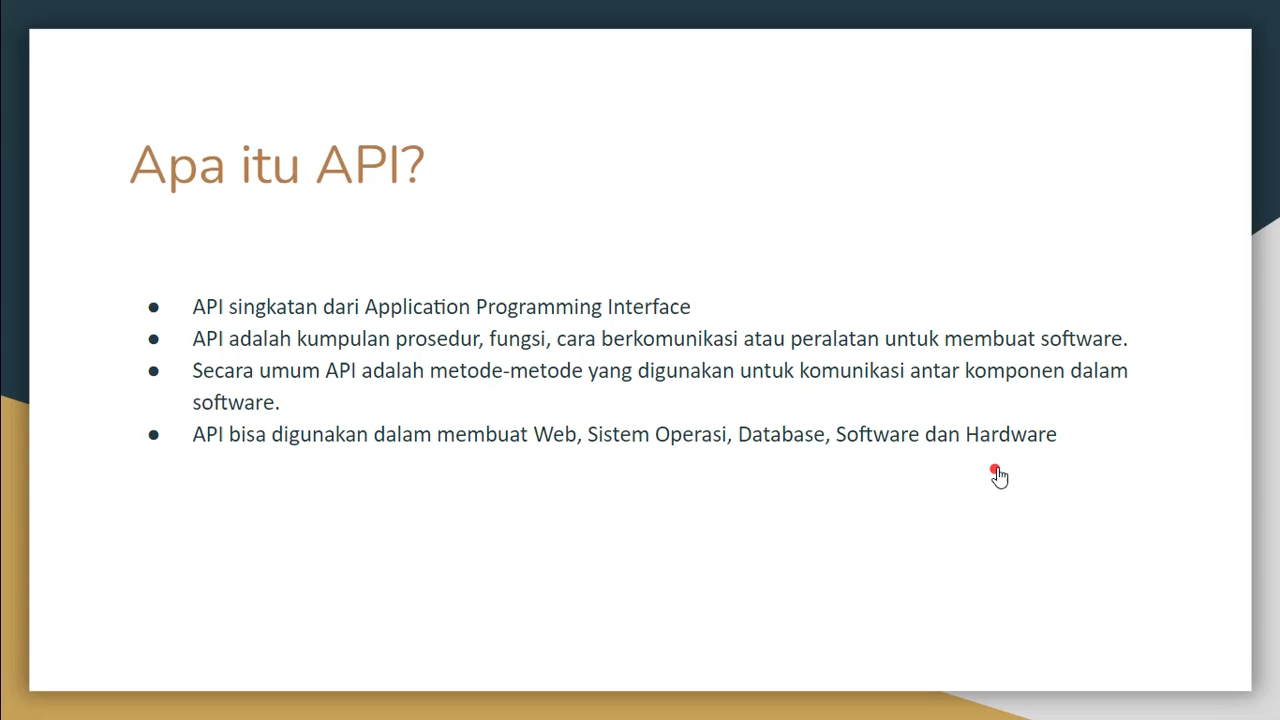 Apa itu API?
● API singkatan dari Application Programming Interface
● API adalah kumpulan prosedur, fungsi, cara berkomunikasi atau peralatan untuk membuat software.
● Secara umum API adalah metode-metode yang digunakan untuk komunikasi antar komponen dalam
software.
● API bisa digunakan dalam membuat Web, Sistem Operasi, Database, Software dan Hardware